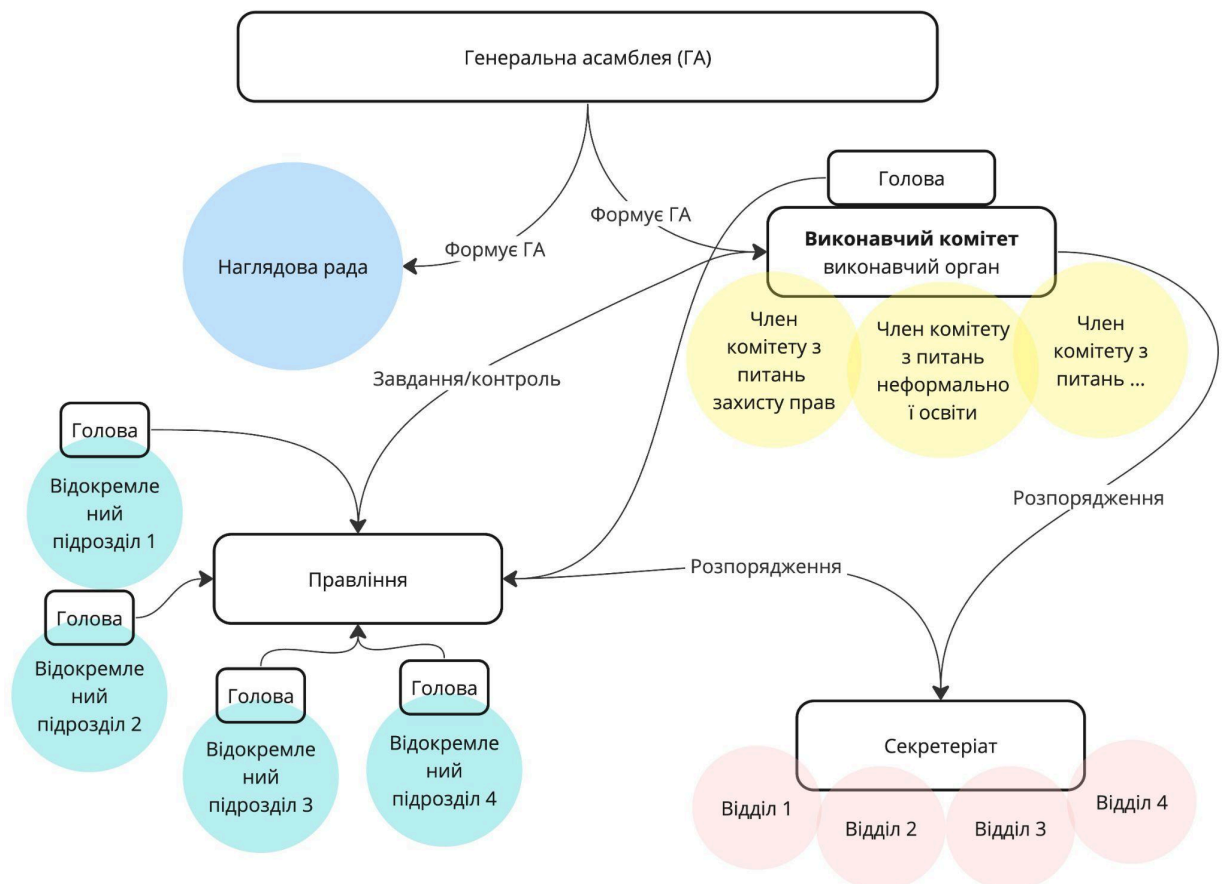 Генеральна асамблея (ГА)
Голова
Формує ГА
Виконавчий комітет
виконавчий орган
Формує ГА
Наглядова рада
Член
комітету з
питань
захисту прав
Член комітету
з питань
неформально
ї освіти
Член
комітету з
питань ...
Завдання/контроль
Голова
Відокремле
ний
підрозділ 1
Розпорядження
Правління
Розпорядження
Голова
Відокремле
ний
підрозділ 2
Голова
Відокремле
ний
підрозділ 3
Голова
Відокремле
ний
підрозділ 4
Секретеріат
Відділ 1
Відділ 2
Відділ 3
Відділ 4